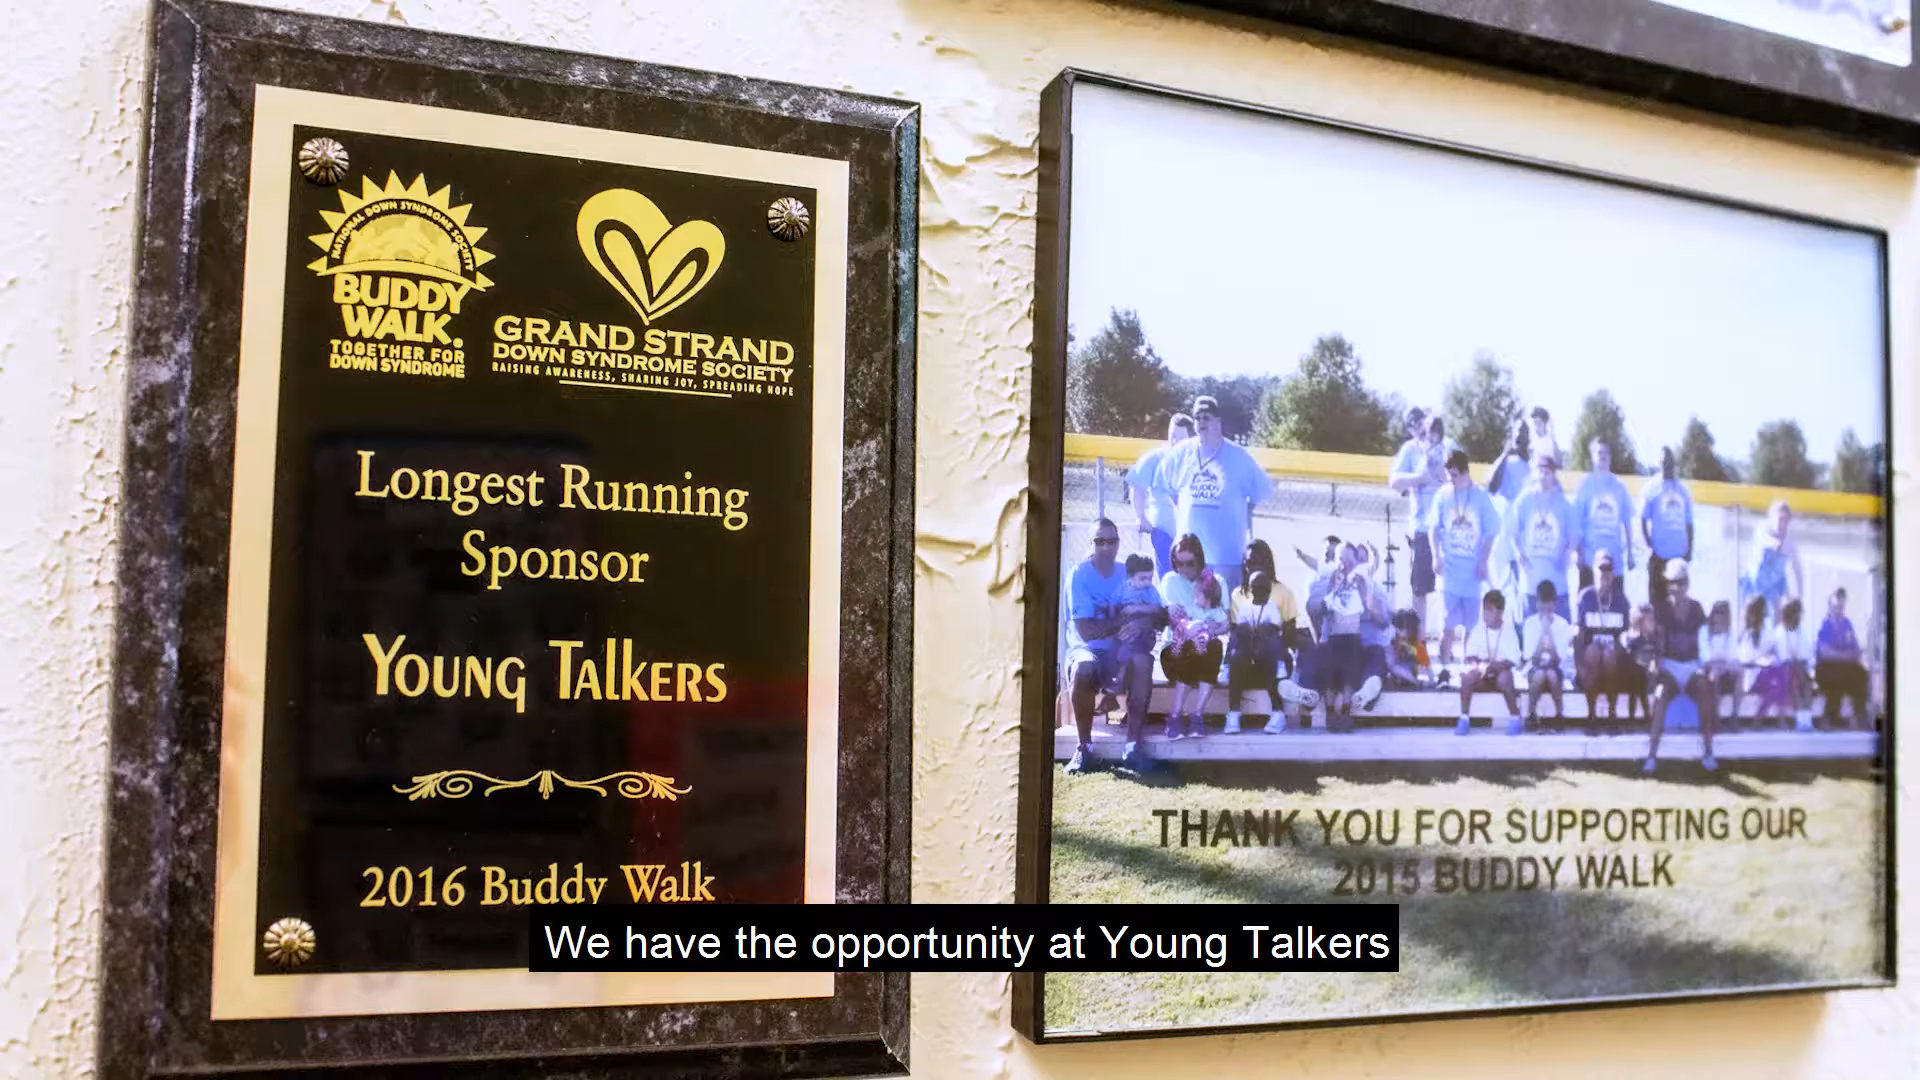 NATIONAL DOWN SYNDROME SOCIETY
BUDDY
WALK.
TOGETHER FOR
DOWN SYNDROME
GRAND STRAND
DOWN SYNDROME SOCIETY
RAISING AWARENESS, SHARING JOY, SPREADING HOPE
Longest Running
Sponsor
YOUNG TALKERS
2016 Buddy Walk
BUDDY
WALK
THANK YOU FOR SUPPORTING OUR
2015 BUDDY WALK
We have the opportunity at Young Talkers